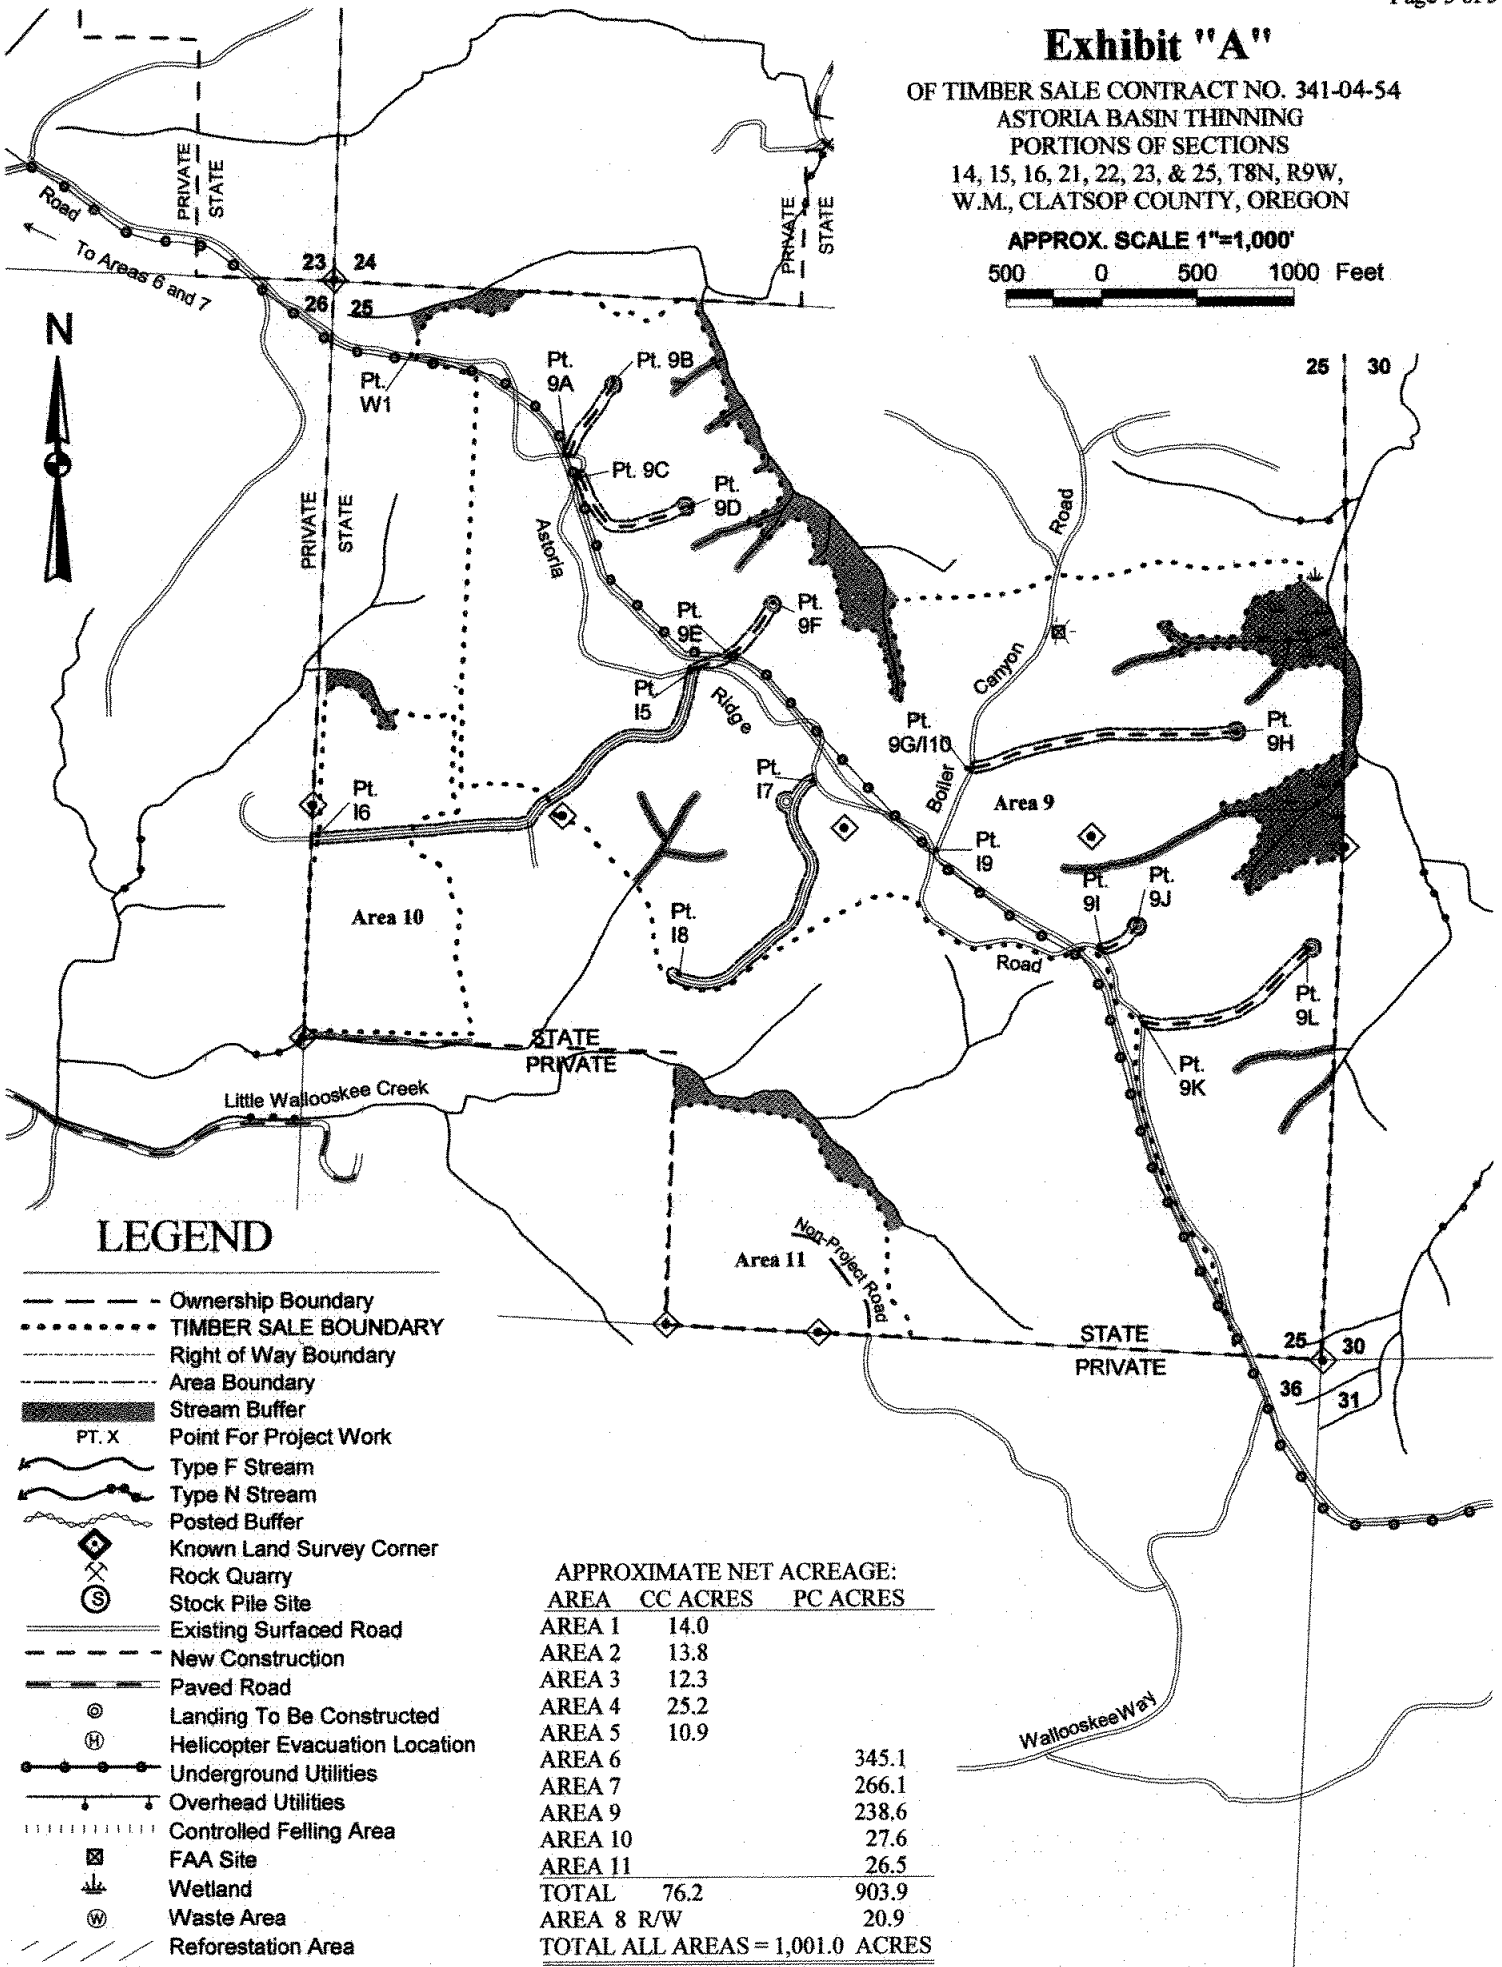 Exhibit "A"
OF TIMBER SALE CONTRACT NO. 341-04-54
ASTORIA BASIN THINNING
PORTIONS OF SECTIONS
14, 15, 16, 21, 22, 23, & 25, T8N, R9W,
W.M., CLATSOP COUNTY, OREGON
APPROX. SCALE 1"=1,000'
500 0 500 1000 Feet
PRIVATE
STATE
PRIVATE
STATE
Road
To Areas 6 and 7
23 24
26 25
N
Pt.
W1
Pt.
9A
Pt. 9B
Pt. 9C
Pt.
9D
25 30
PRIVATE
STATE
Astoria
Road
Pt.
9E
Pt.
9F
Canyon
Pt.
I5
Ridge
Pt.
9G/I10
Pt.
9H
Pt.
I6
Pt.
I7
Boiler
Area 9
Pt.
I9
Pt.
9I
Pt.
9J
Area 10
Pt.
I8
Road
Pt.
9L
STATE
PRIVATE
Pt.
9K
Little Wallooskee Creek
Non-Project Road
Area 11
STATE
PRIVATE
25 30
36 31
Wallooskee Way
LEGEND
Ownership Boundary
TIMBER SALE BOUNDARY
Right of Way Boundary
Area Boundary
Stream Buffer
PT. X Point For Project Work
Type F Stream
Type N Stream
Posted Buffer
Known Land Survey Corner
Rock Quarry
S Stock Pile Site
Existing Surfaced Road
New Construction
Paved Road
Landing To Be Constructed
H Helicopter Evacuation Location
Underground Utilities
Overhead Utilities
Controlled Felling Area
FAA Site
Wetland
W Waste Area
Reforestation Area
APPROXIMATE NET ACREAGE:
AREA CC ACRES PC ACRES
AREA 1 14.0
AREA 2 13.8
AREA 3 12.3
AREA 4 25.2
AREA 5 10.9
AREA 6 345.1
AREA 7 266.1
AREA 9 238.6
AREA 10 27.6
AREA 11 26.5
TOTAL 76.2 903.9
AREA 8 R/W 20.9
TOTAL ALL AREAS = 1,001.0 ACRES